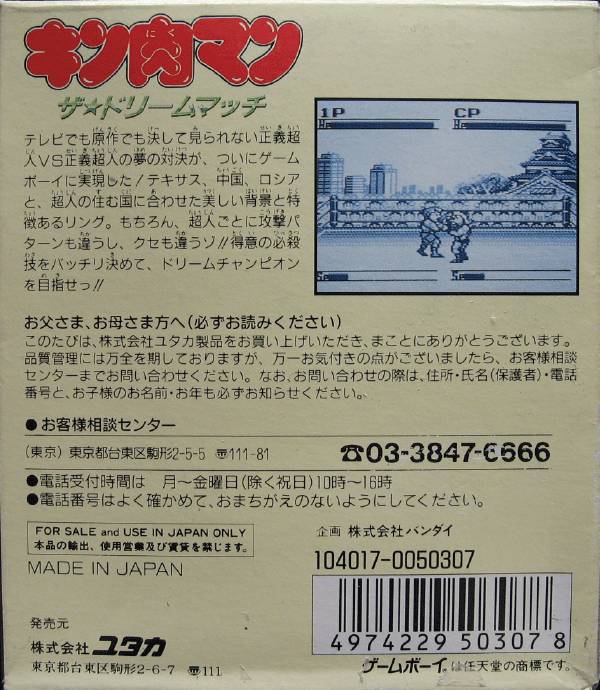 キン肉マン
にく
ザ★ドリームマッチ
テレビでも原作でも決して見られない正義超
人VS正義超人の夢の対決が、ついにゲーム
ボーイに実現した!テキサス、中国、ロシア
と、超人の住む国に合わせた美しい背景と特
徴あるリング。もちろん、超人ごとに攻撃パ
ターンも違うし、クセも違うゾ!!得意の必殺
技をバッチリ決めて、ドリームチャンピオン
を目指せっ!!
1P CP
お父さま、お母さま方へ(必ずお読みください)
このたびは、株式会社ユタカ製品をお買い上げいただき、まことにありがとうございます。
品質管理には万全を期しておりますが、万一お気付きの点がございましたら、お客様相談
センターまでお問い合わせください。なお、お問い合わせの際は、住所・氏名(保護者)・電話
番号と、お子様のお名前・お年も必ずお知らせください。
●お客様相談センター
(東京) 東京都台東区駒形2-5-5 〠111-81 ☎03-3847-6666
●電話受付時間は 月〜金曜日(除く祝日)10時〜16時
●電話番号はよく確かめて、おまちがえのないようにしてください。
FOR SALE and USE IN JAPAN ONLY
本品の輸出、使用営業及び賃貸を禁じます。
MADE IN JAPAN
企画 株式会社バンダイ
104017-0050307
4974229503078
発売元
株式会社 ユタカ
東京都台東区駒形2-6-7 〠111
ゲームボーイは任天堂の商標です。